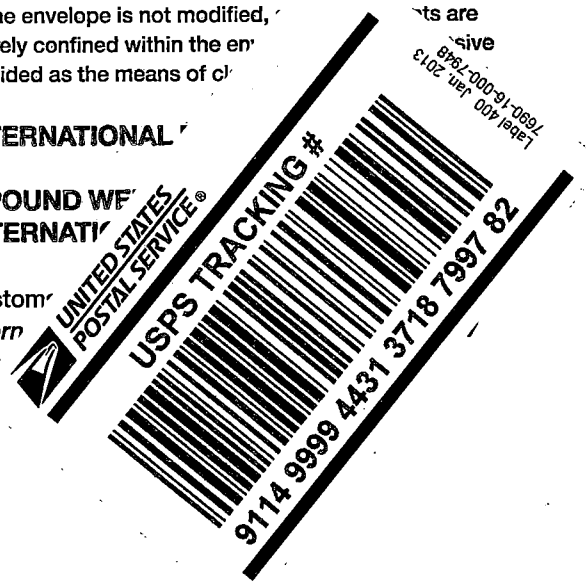 e envelope is not modified,
ts are
ely confined within the en
sive
ided as the means of cl
ERNATIONAL
OUND WE
ERNATI
stom
rn
UNITED STATES
POSTAL SERVICE®
USPS TRACKING #
9114 9999 4431 3718 7997 82
Label 400 Jan. 2013
7690-16-000-7948